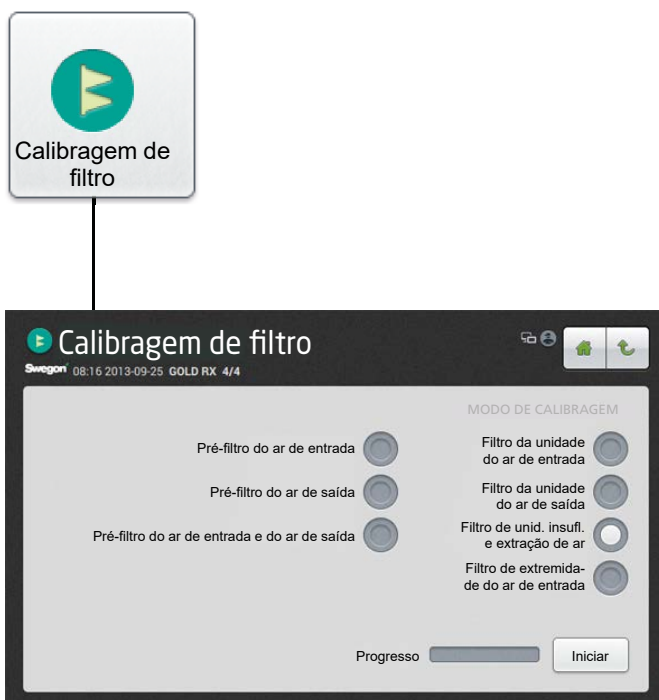 Calibragem de
filtro
Calibragem de filtro
Swegon 08:16 2013-09-25 GOLD RX 4/4
MODO DE CALIBRAGEM
Pré-filtro do ar de entrada
Filtro da unidade
do ar de entrada
Pré-filtro do ar de saída
Filtro da unidade
do ar de saída
Pré-filtro do ar de entrada e do ar de saída
Filtro de unid. insufl.
e extração de ar
Filtro de extremida-
de do ar de entrada
Progresso
Iniciar